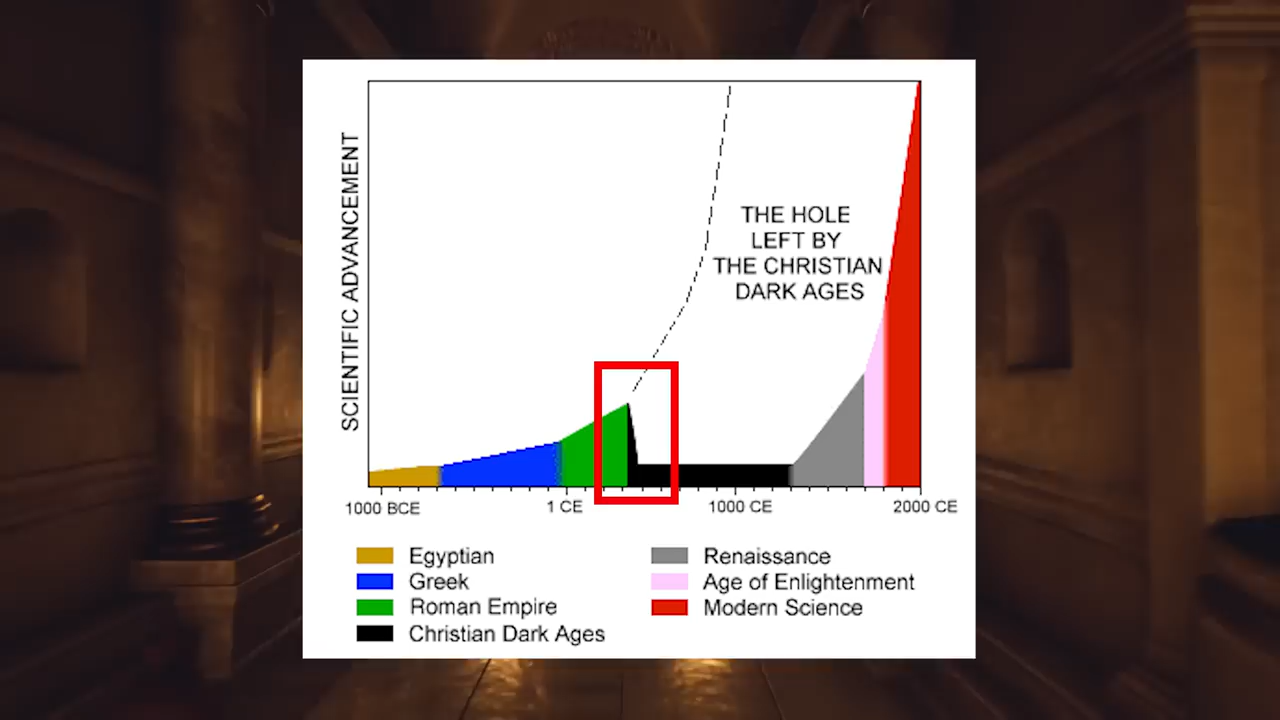 SCIENTIFIC ADVANCEMENT
THE HOLE
LEFT BY
THE CHRISTIAN
DARK AGES
1000 BCE
1 CE
1000 CE
2000 CE
Egyptian
Greek
Roman Empire
Christian Dark Ages
Renaissance
Age of Enlightenment
Modern Science